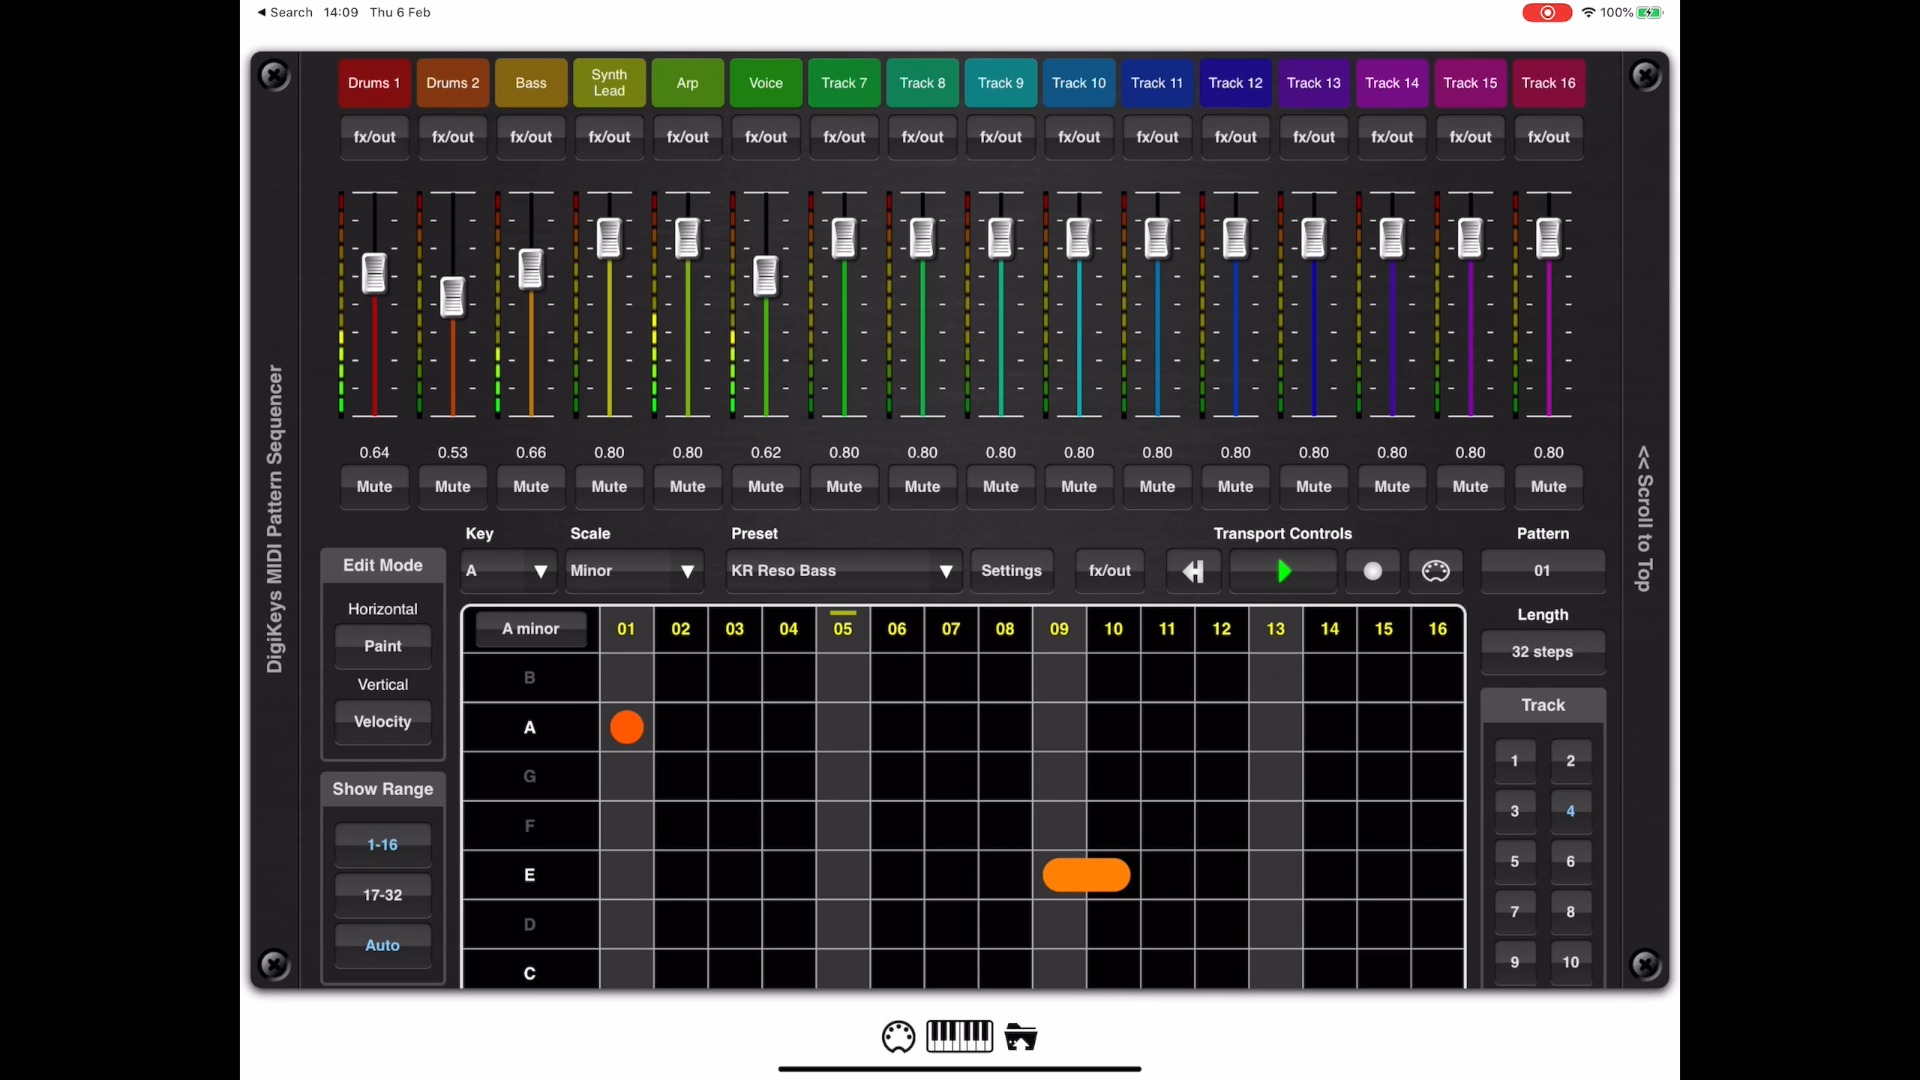 Search 14:09 Thu 6 Feb
100%
Drums 1 Drums 2 Bass Synth Lead Arp Voice Track 7 Track 8 Track 9 Track 10 Track 11 Track 12 Track 13 Track 14 Track 15 Track 16
fx/out fx/out fx/out fx/out fx/out fx/out fx/out fx/out fx/out fx/out fx/out fx/out fx/out fx/out fx/out fx/out
0.64 0.53 0.66 0.80 0.80 0.62 0.80 0.80 0.80 0.80 0.80 0.80 0.80 0.80 0.80 0.80
Mute Mute Mute Mute Mute Mute Mute Mute Mute Mute Mute Mute Mute Mute Mute Mute
DigiKeys MIDI Pattern Sequencer
<< Scroll to Top
Key Scale Preset Transport Controls Pattern
A Minor KR Reso Bass Settings fx/out 01
Edit Mode
Horizontal
Paint
Vertical
Velocity
Show Range
1-16
17-32
Auto
A minor 01 02 03 04 05 06 07 08 09 10 11 12 13 14 15 16
B
A
G
F
E
D
C
Length
32 steps
Track
1 2
3 4
5 6
7 8
9 10